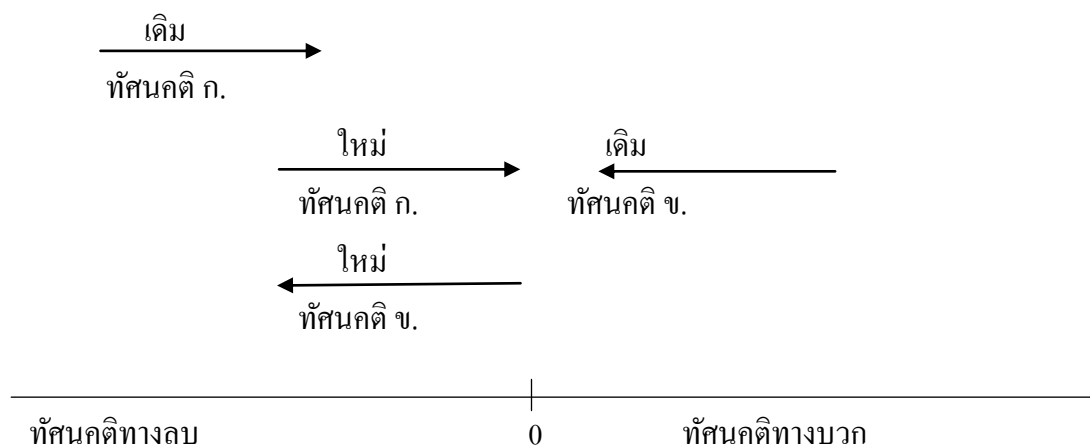 เดิม
ทัศนคติ ก.
ใหม่ เดิม
ทัศนคติ ก. ทัศนคติ ข.
ใหม่
ทัศนคติ ข.
ทัศนคติทางลบ 0 ทัศนคติทางบวก